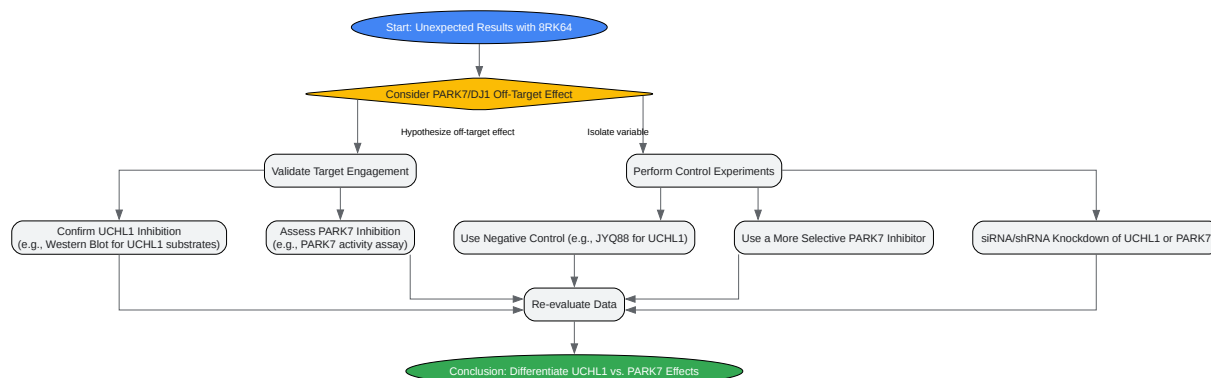 Start: Unexpected Results with 8RK64
Consider PARK7/DJ1 Off-Target Effect
Hypothesize off-target effect
Isolate variable
Validate Target Engagement
Perform Control Experiments
Confirm UCHL1 Inhibition
(e.g., Western Blot for UCHL1 substrates)
Assess PARK7 Inhibition
(e.g., PARK7 activity assay)
Use Negative Control (e.g., JYQ88 for UCHL1)
Use a More Selective PARK7 Inhibitor
siRNA/shRNA Knockdown of UCHL1 or PARK7
Re-evaluate Data
Conclusion: Differentiate UCHL1 vs. PARK7 Effects